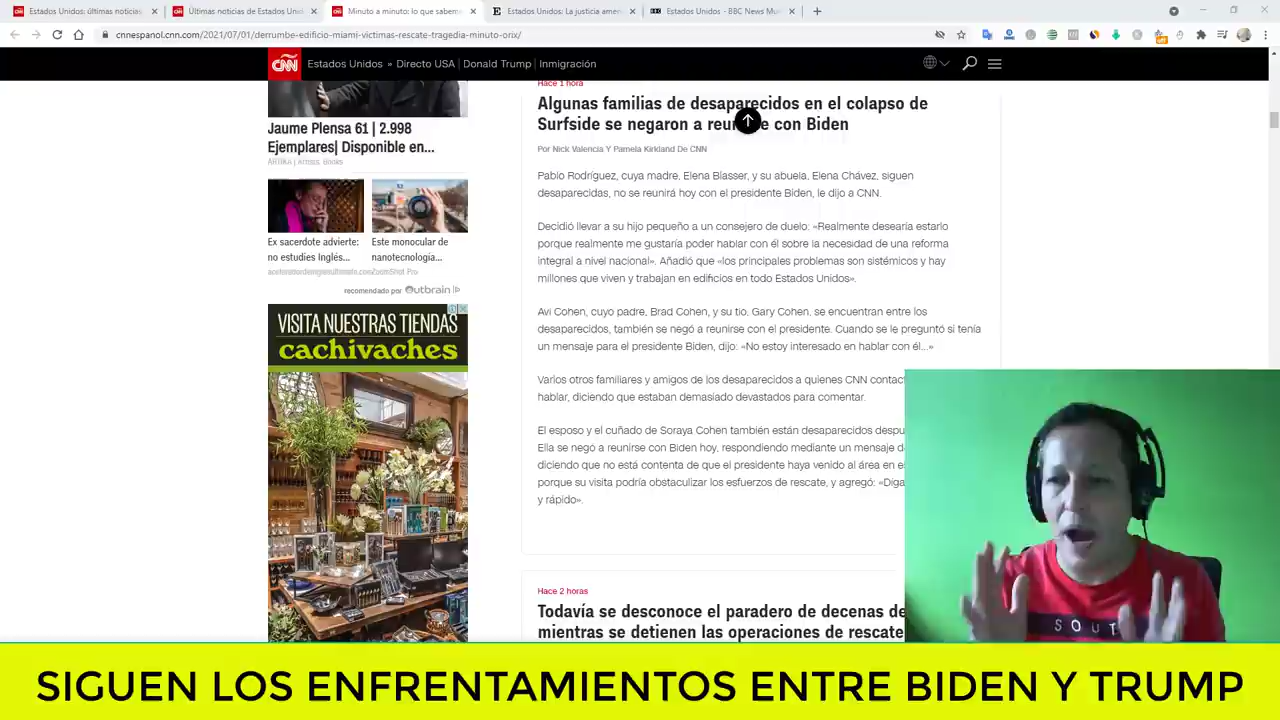 Estados Unidos: últimas noticias
Últimas noticias de Estados Unid
Minuto a minuto: lo que sabem
Estados Unidos: La justicia amer
Estados Unidos - BBC News Mun
cnnespanol.cnn.com/2021/07/01/derrumbe-edificio-miami-victimas-rescate-tragedia-minuto-orix/
CNN
Estados Unidos » Directo USA | Donald Trump | Inmigración
Jaume Plensa 61 | 2.998
Ejemplares| Disponible en...
ARTIKA | Artists. Books
Ex sacerdote advierte:
no estudies Inglés...
Este monocular de
nanotecnología...
ZoomShot Pro
recomendado por Outbrain
VISITA NUESTRAS TIENDAS
cachivaches
Hace 1 hora
Algunas familias de desaparecidos en el colapso de
Surfside se negaron a reu e con Biden
Por Nick Valencia Y Pamela Kirkland De CNN
Pablo Rodríguez, cuya madre, Elena Blasser, y su abuela, Elena Chávez, siguen
desaparecidas, no se reunirá hoy con el presidente Biden, le dijo a CNN.
Decidió llevar a su hijo pequeño a un consejero de duelo: «Realmente desearía estarlo
porque realmente me gustaría poder hablar con él sobre la necesidad de una reforma
integral a nivel nacional». Añadió que «los principales problemas son sistémicos y hay
millones que viven y trabajan en edificios en todo Estados Unidos».
Avi Cohen, cuyo padre, Brad Cohen, y su tío, Gary Cohen, se encuentran entre los
desaparecidos, también se negó a reunirse con el presidente. Cuando se le preguntó si tenía
un mensaje para el presidente Biden, dijo: «No estoy interesado en hablar con él...»
Varios otros familiares y amigos de los desaparecidos a quienes CNN contact
hablar, diciendo que estaban demasiado devastados para comentar.
El esposo y el cuñado de Soraya Cohen también están desaparecidos despu
Ella se negó a reunirse con Biden hoy, respondiendo mediante un mensaje d
diciendo que no está contenta de que el presidente haya venido al área en es
porque su visita podría obstaculizar los esfuerzos de rescate, y agregó: «Díga
y rápido».
Hace 2 horas
Todavía se desconoce el paradero de decenas de
mientras se detienen las operaciones de rescate
SOUT
SIGUEN LOS ENFRENTAMIENTOS ENTRE BIDEN Y TRUMP